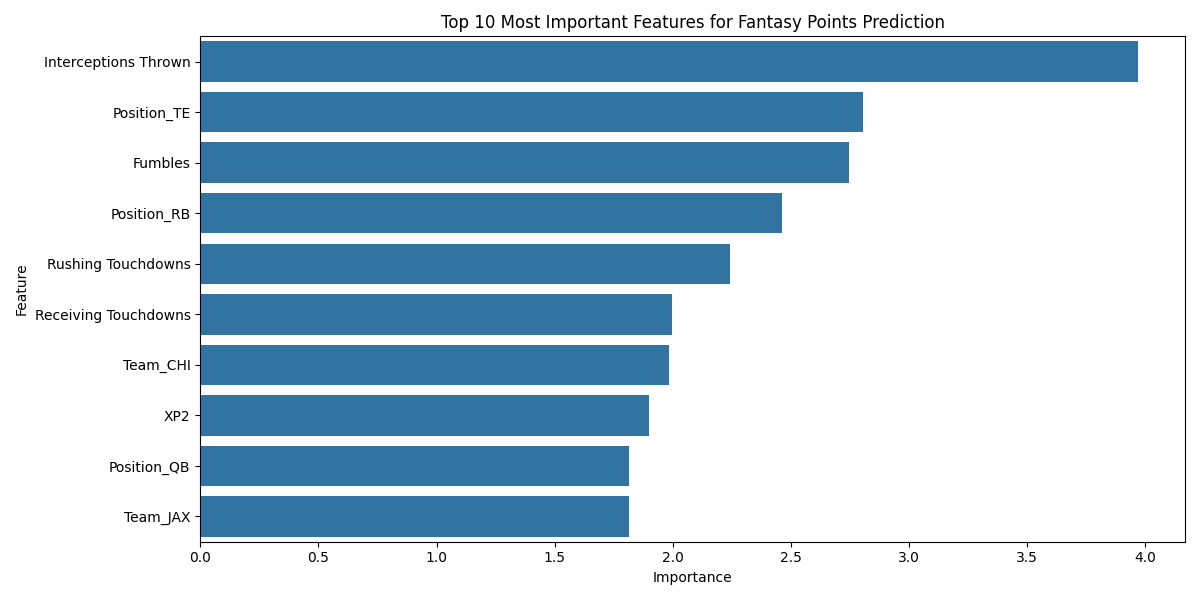 Top 10 Most Important Features for Fantasy Points Prediction
Feature
Interceptions Thrown
Position_TE
Fumbles
Position_RB
Rushing Touchdowns
Receiving Touchdowns
Team_CHI
XP2
Position_QB
Team_JAX
0.0 0.5 1.0 1.5 2.0 2.5 3.0 3.5 4.0
Importance